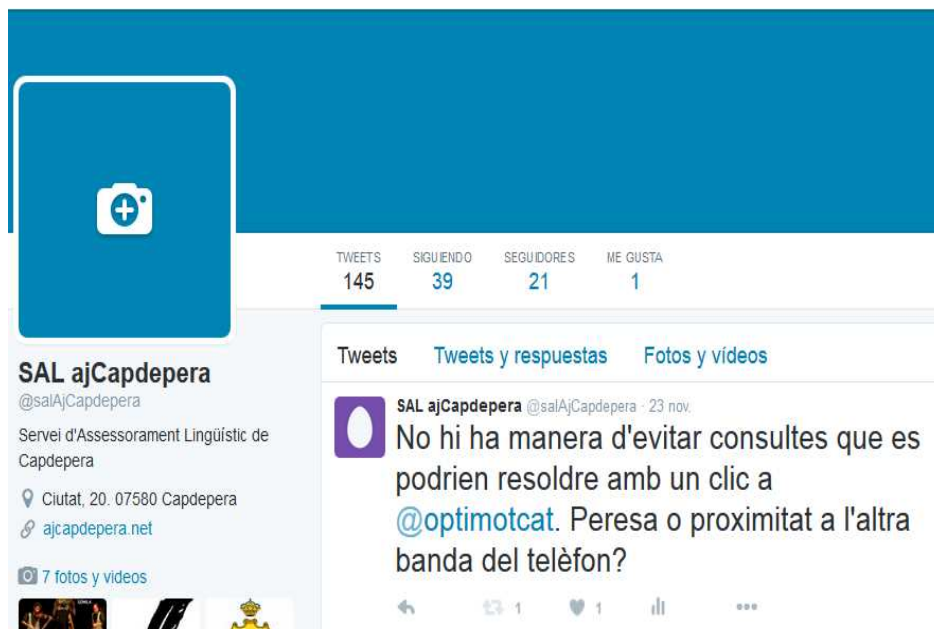 TWEETS SIGUIENDO SEGUIDORES ME GUSTA
145 39 21 1
Tweets Tweets y respuestas Fotos y vídeos
SAL ajCapdepera
@salAjCapdepera
Servei d'Assessorament Lingüístic de
Capdepera
Ciutat, 20. 07580 Capdepera
ajcapdepera.net
7 fotos y videos
SAL ajCapdepera @salAjCapdepera · 23 nov.
No hi ha manera d'evitar consultes que es
podrien resoldre amb un clic a
@optimotcat. Peresa o proximitat a l'altra
banda del telèfon?
1 1